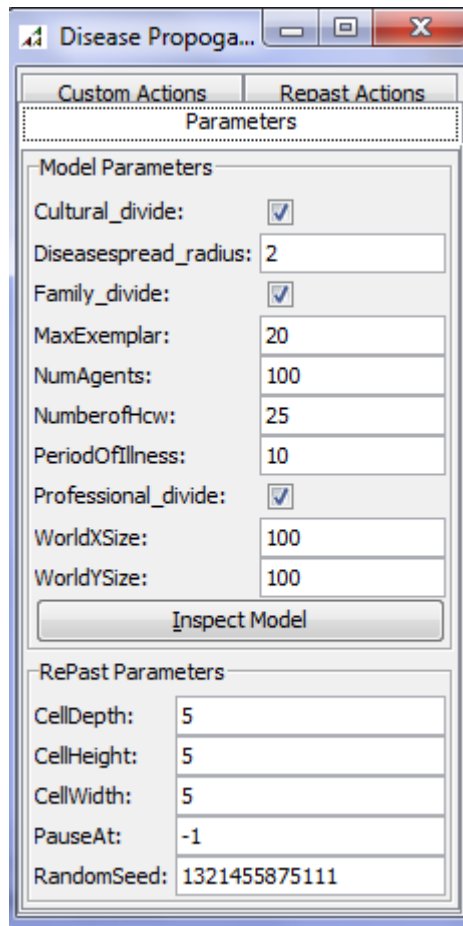 Disease Propoga...
Custom Actions Repast Actions
Parameters
Model Parameters
Cultural_divide:
Diseasespread_radius: 2
Family_divide:
MaxExemplar: 20
NumAgents: 100
NumberofHcw: 25
PeriodOfIllness: 10
Professional_divide:
WorldXSize: 100
WorldYSize: 100
Inspect Model
RePast Parameters
CellDepth: 5
CellHeight: 5
CellWidth: 5
PauseAt: -1
RandomSeed: 1321455875111